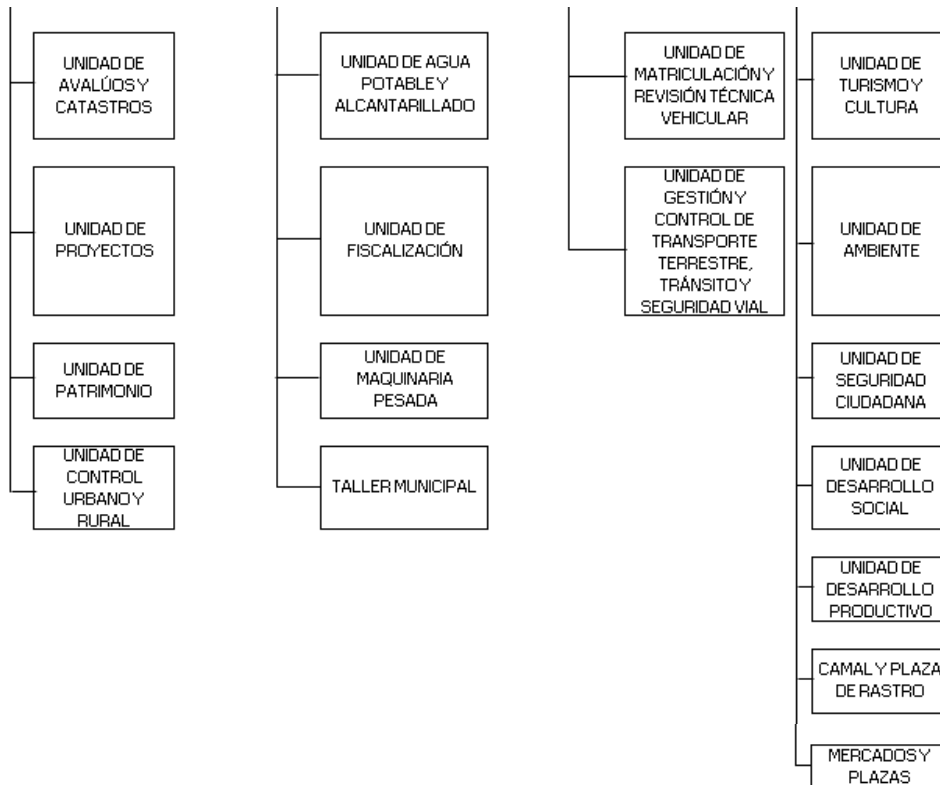 UNIDAD DE
AVALÚOS Y
CATASTROS
UNIDAD DE
PROYECTOS
UNIDAD DE
PATRIMONIO
UNIDAD DE
CONTROL
URBANO Y
RURAL
UNIDAD DE AGUA
POTABLE Y
ALCANTARILLADO
UNIDAD DE
FISCALIZACIÓN
UNIDAD DE
MAQUINARIA
PESADA
TALLER MUNICIPAL
UNIDAD DE
MATRICULACIÓN Y
REVISIÓN TÉCNICA
VEHICULAR
UNIDAD DE
GESTIÓN Y
CONTROL DE
TRANSPORTE
TERRESTRE,
TRÁNSITO Y
SEGURIDAD VIAL
UNIDAD DE
TURISMO Y
CULTURA
UNIDAD DE
AMBIENTE
UNIDAD DE
SEGURIDAD
CIUDADANA
UNIDAD DE
DESARROLLO
SOCIAL
UNIDAD DE
DESARROLLO
PRODUCTIVO
CAMAL Y PLAZA
DE RASTRO
MERCADOS Y
PLAZAS